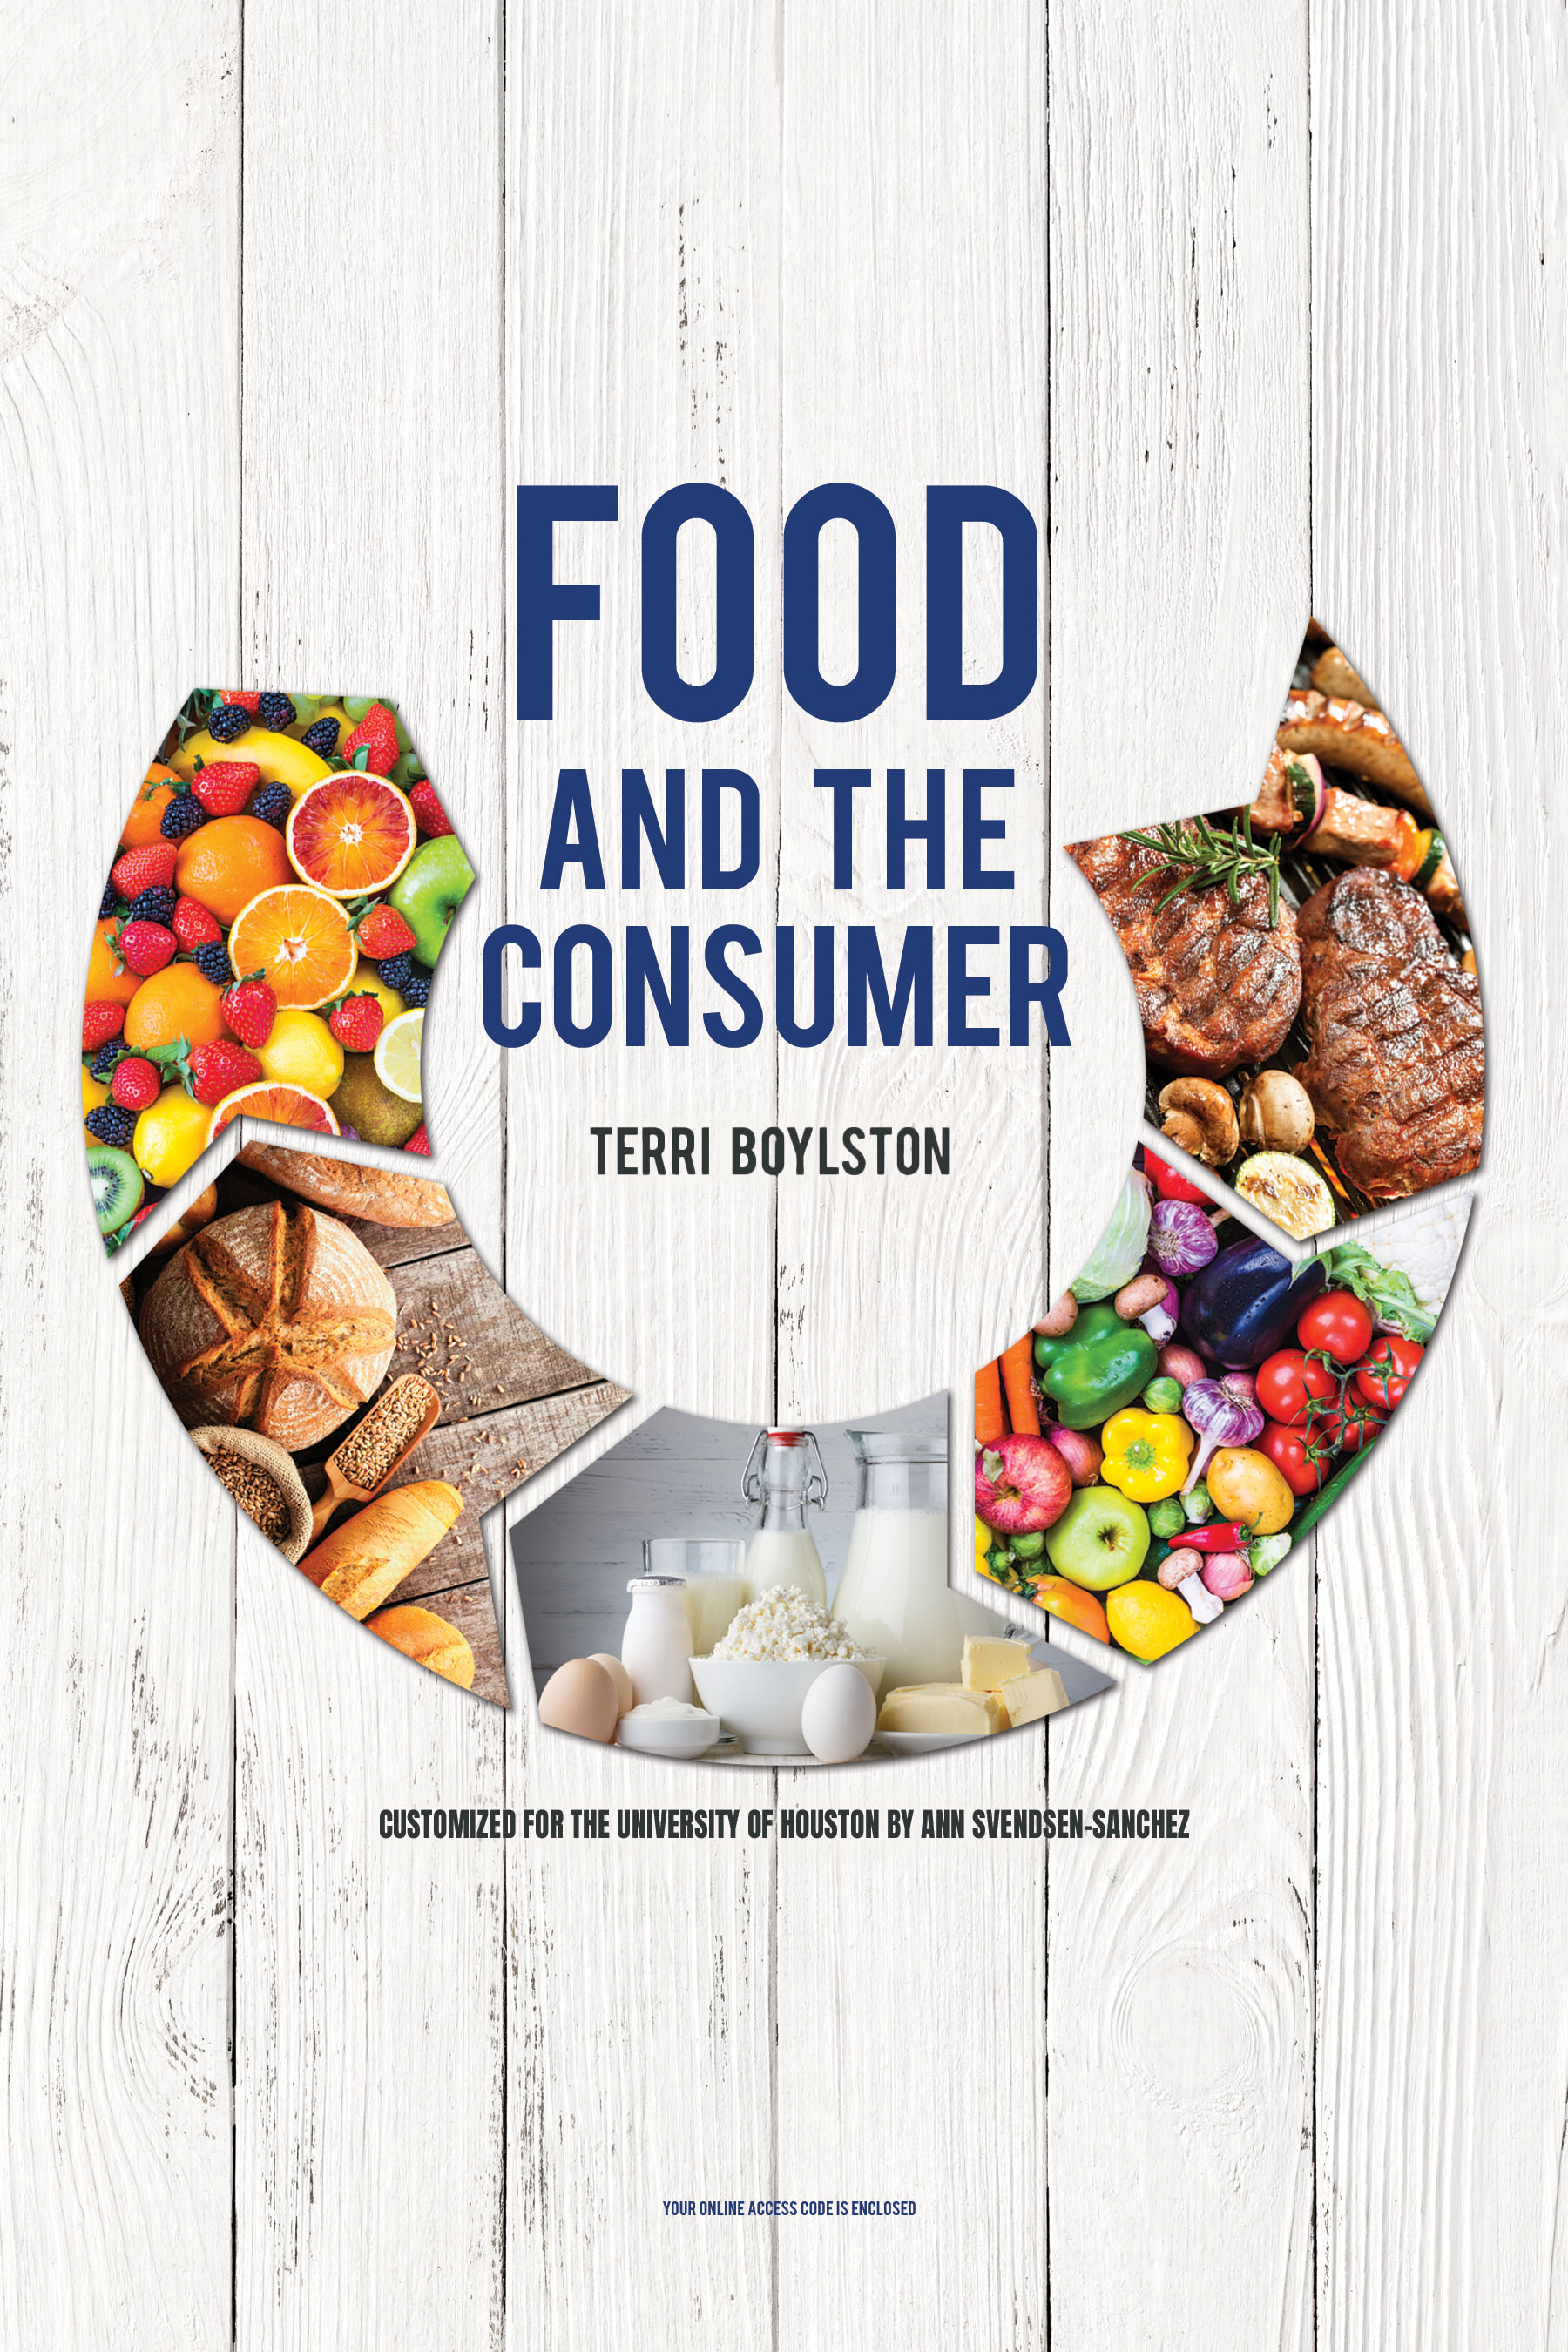 FOOD
AND THE
CONSUMER
TERRI BOYLSTON
CUSTOMIZED FOR THE UNIVERSITY OF HOUSTON BY ANN SVENDSEN-SANCHEZ
YOUR ONLINE ACCESS CODE IS ENCLOSED